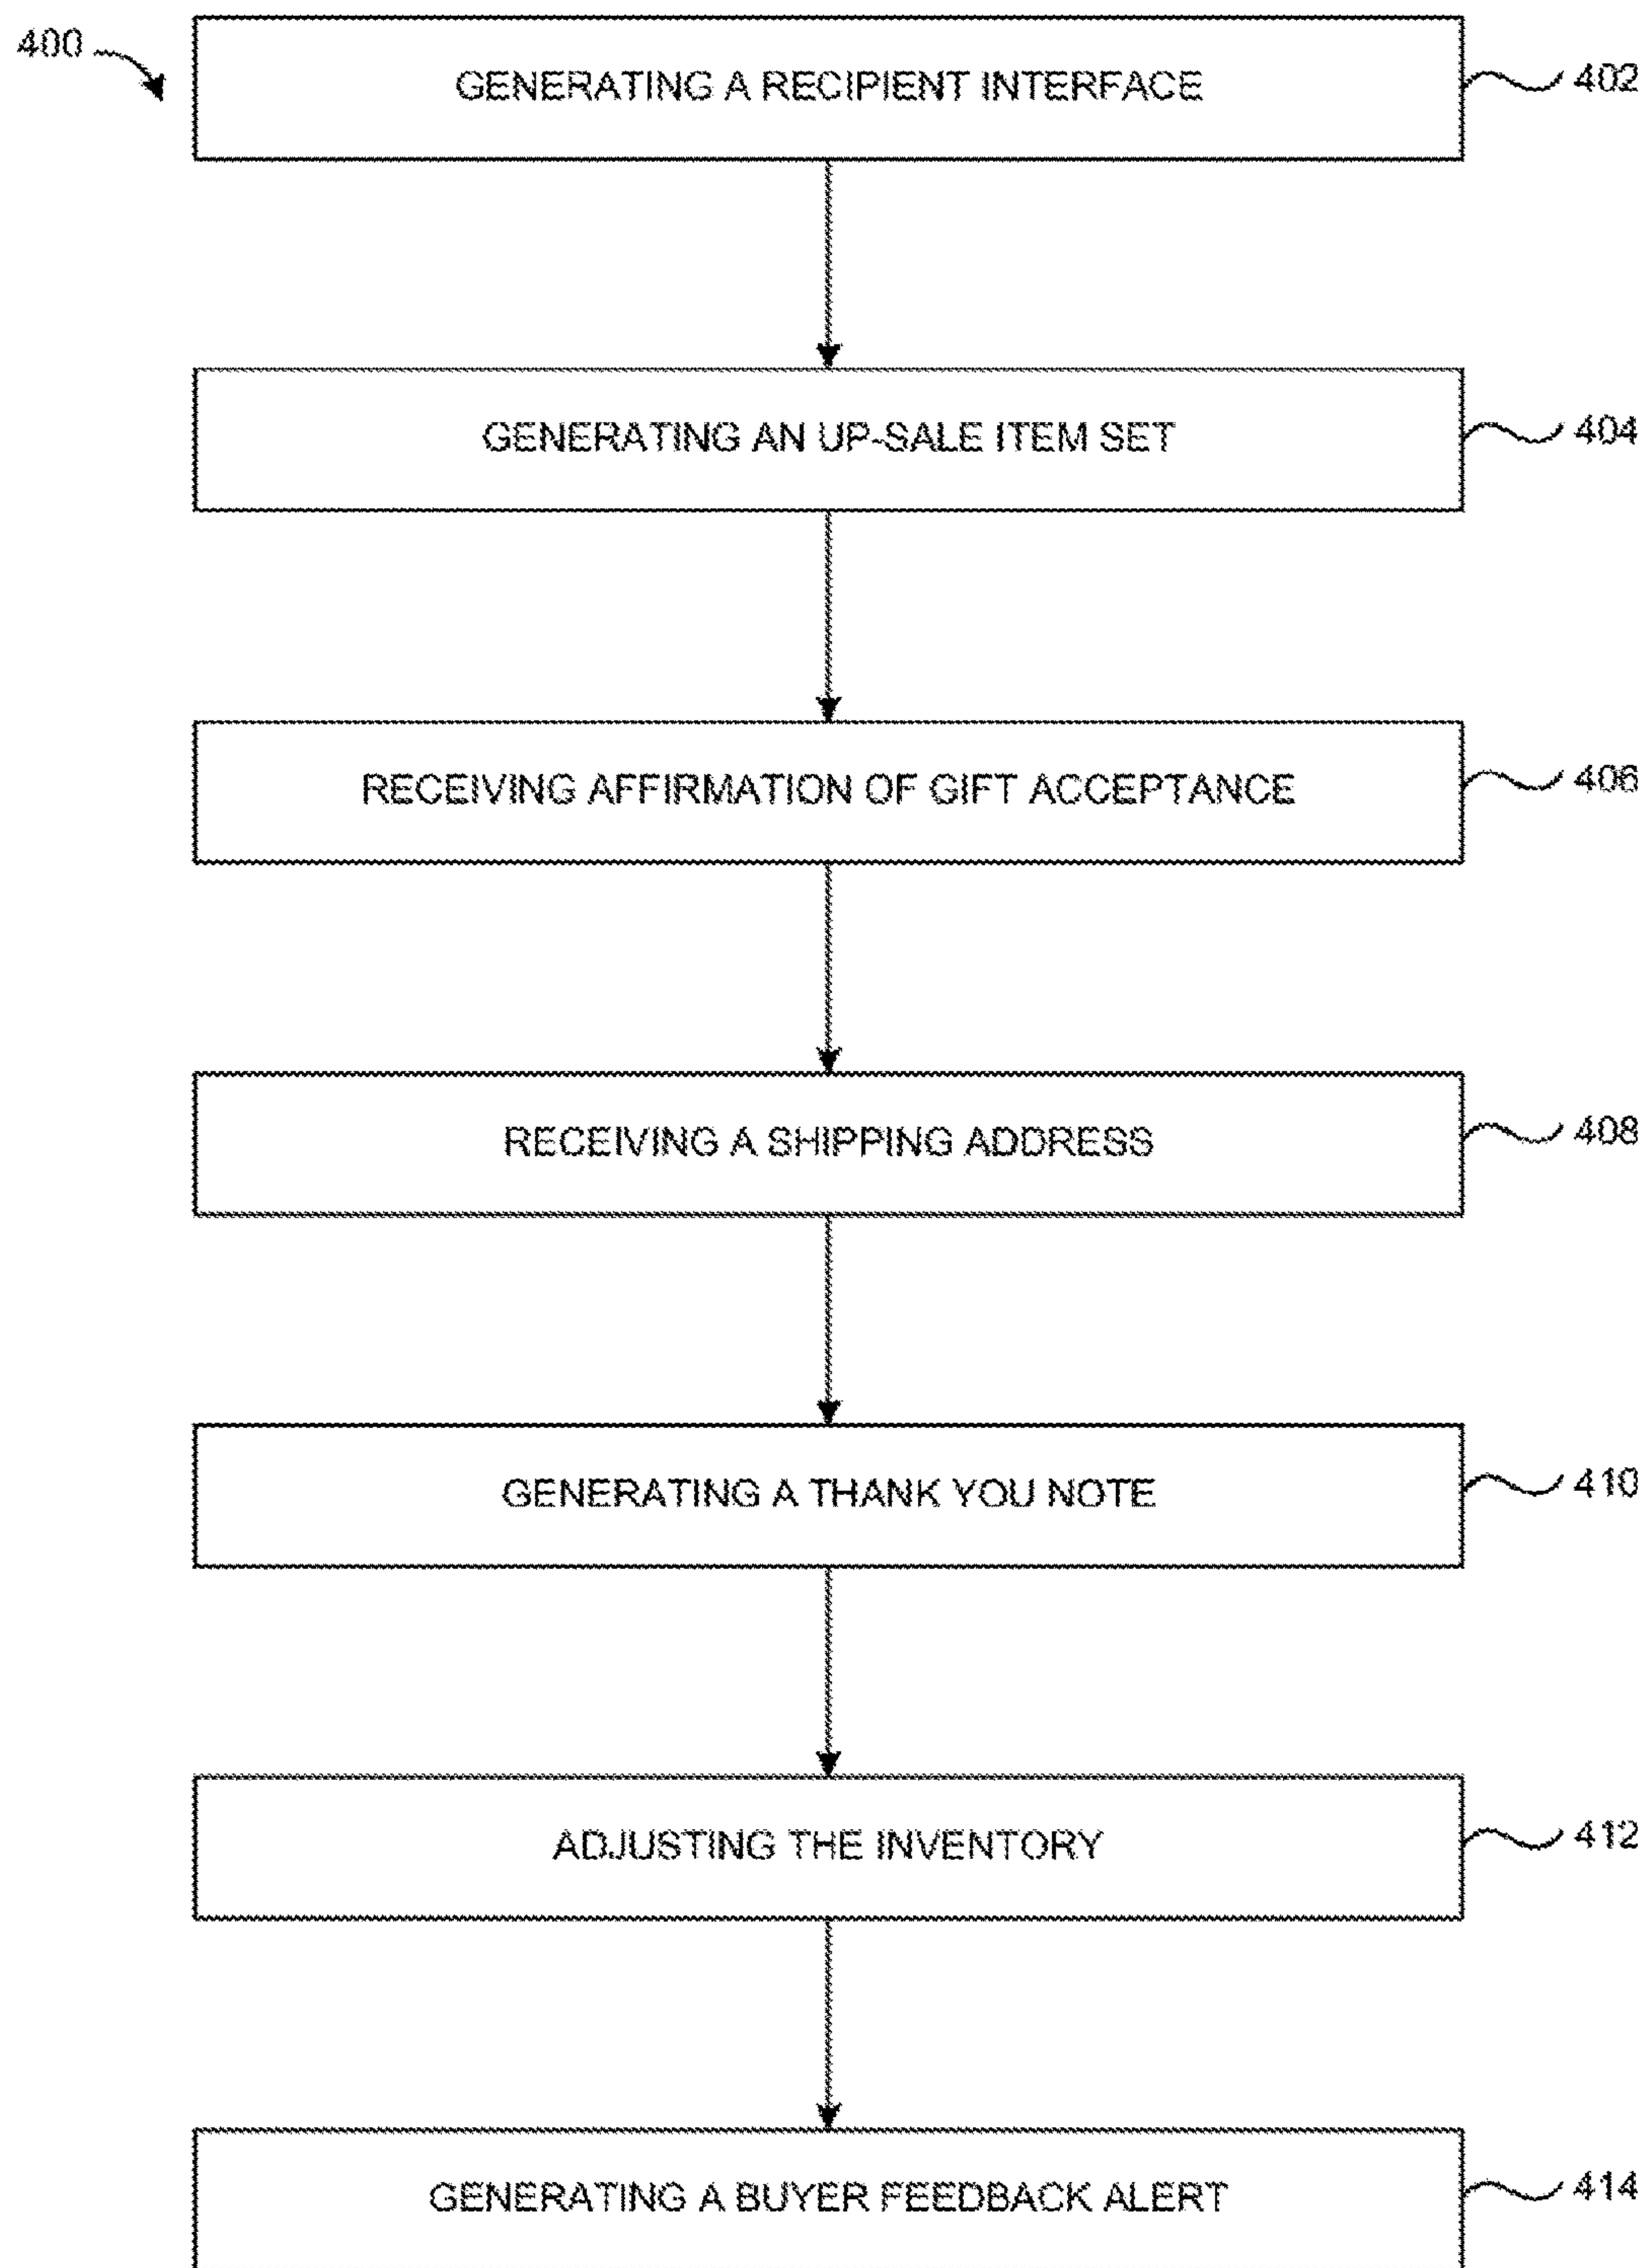 400
GENERATING A RECIPIENT INTERFACE 402
GENERATING AN UP-SALE ITEM SET 404
RECEIVING AFFIRMATION OF GIFT ACCEPTANCE 406
RECEIVING A SHIPPING ADDRESS 408
GENERATING A THANK YOU NOTE 410
ADJUSTING THE INVENTORY 412
GENERATING A BUYER FEEDBACK ALERT 414